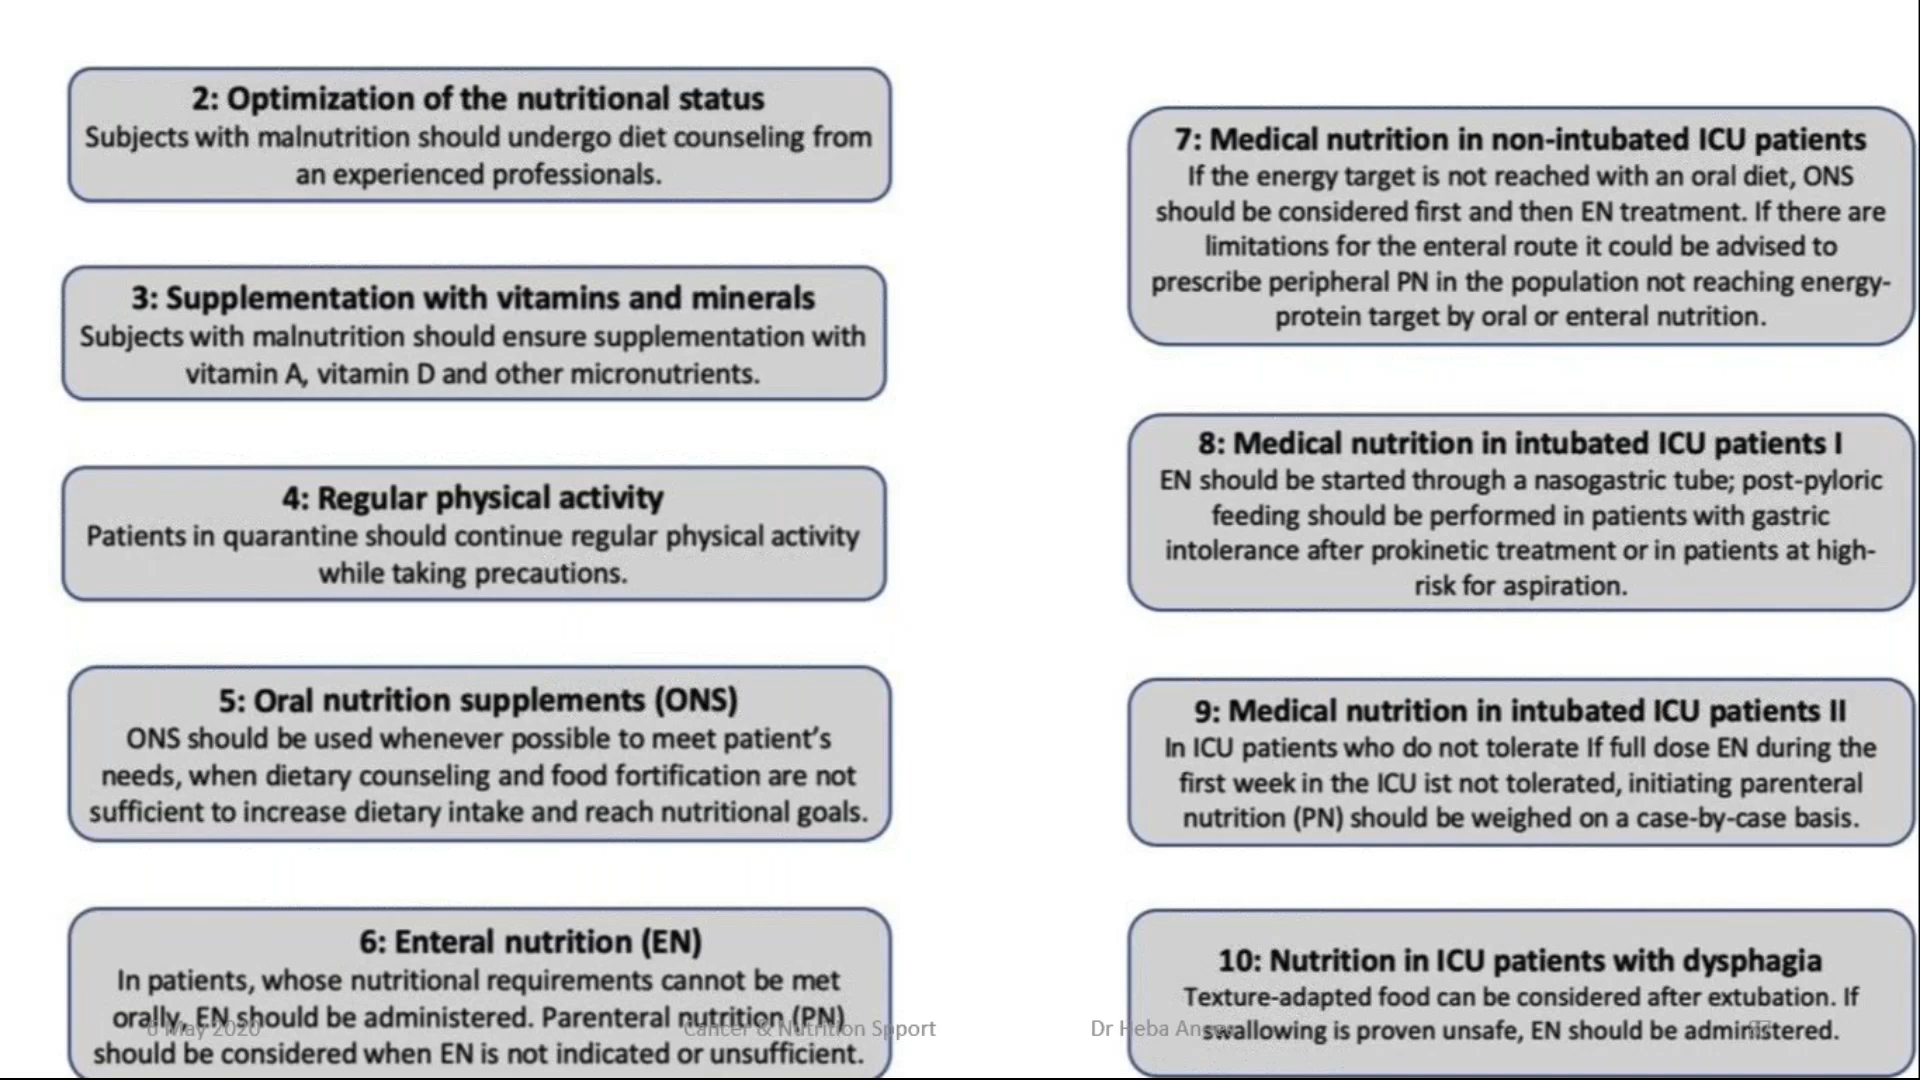 2: Optimization of the nutritional status
Subjects with malnutrition should undergo diet counseling from
an experienced professionals.
3: Supplementation with vitamins and minerals
Subjects with malnutrition should ensure supplementation with
vitamin A, vitamin D and other micronutrients.
4: Regular physical activity
Patients in quarantine should continue regular physical activity
while taking precautions.
5: Oral nutrition supplements (ONS)
ONS should be used whenever possible to meet patient’s
needs, when dietary counseling and food fortification are not
sufficient to increase dietary intake and reach nutritional goals.
6: Enteral nutrition (EN)
In patients, whose nutritional requirements cannot be met
orally, EN should be administered. Parenteral nutrition (PN)
should be considered when EN is not indicated or unsufficient.
7: Medical nutrition in non-intubated ICU patients
If the energy target is not reached with an oral diet, ONS
should be considered first and then EN treatment. If there are
limitations for the enteral route it could be advised to
prescribe peripheral PN in the population not reaching energy-
protein target by oral or enteral nutrition.
8: Medical nutrition in intubated ICU patients I
EN should be started through a nasogastric tube; post-pyloric
feeding should be performed in patients with gastric
intolerance after prokinetic treatment or in patients at high-
risk for aspiration.
9: Medical nutrition in intubated ICU patients II
In ICU patients who do not tolerate If full dose EN during the
first week in the ICU ist not tolerated, initiating parenteral
nutrition (PN) should be weighed on a case-by-case basis.
10: Nutrition in ICU patients with dysphagia
Texture-adapted food can be considered after extubation. If
swallowing is proven unsafe, EN should be administered.
6 May 2020
Cancer & Nutrition Spport
Dr Heba